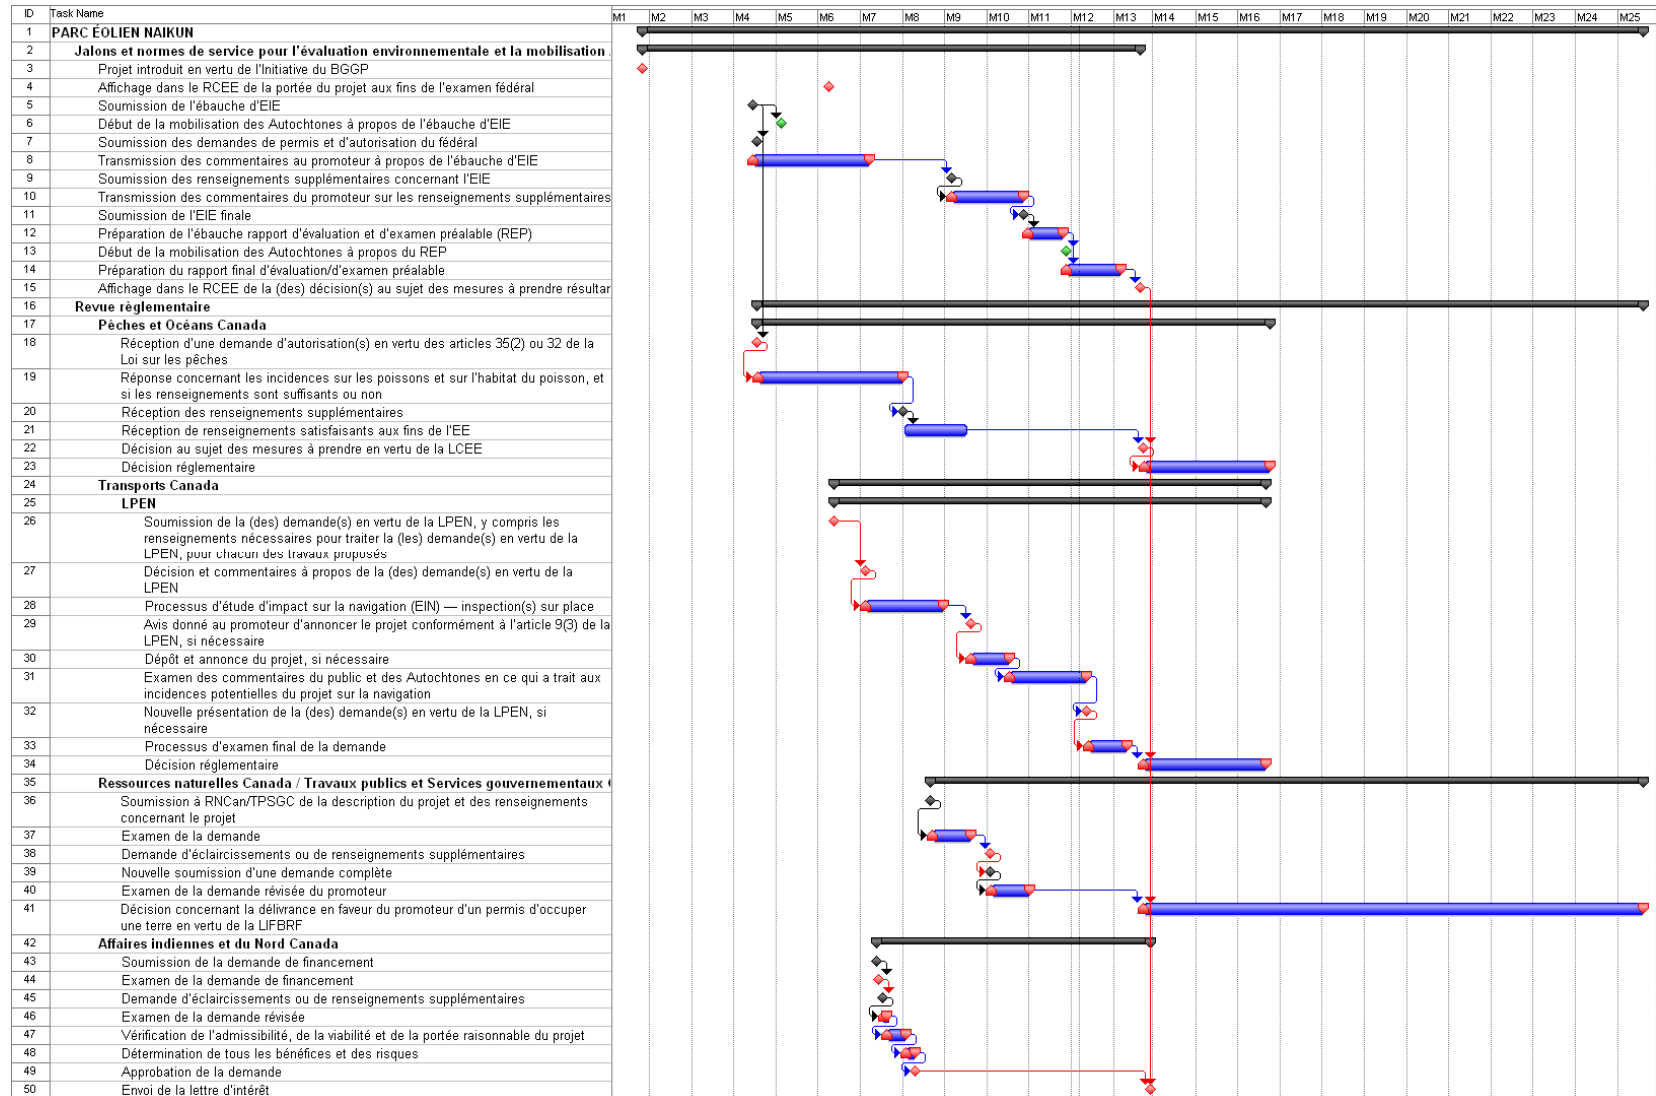 ID Task Name M1 M2 M3 M4 M5 M6 M7 M8 M9 M10 M11 M12 M13 M14 M15 M16 M17 M18 M19 M20 M21 M22 M23 M24 M25
1 PARC ÉOLIEN NAIKUN
2 Jalons et normes de service pour l'évaluation environnementale et la mobilisation
3 Projet introduit en vertu de l'Initiative du BGGP
4 Affichage dans le RCEE de la portée du projet aux fins de l'examen fédéral
5 Soumission de l'ébauche d'EIE
6 Début de la mobilisation des Autochtones à propos de l'ébauche d'EIE
7 Soumission des demandes de permis et d'autorisation du fédéral
8 Transmission des commentaires au promoteur à propos de l'ébauche d'EIE
9 Soumission des renseignements supplémentaires concernant l'EIE
10 Transmission des commentaires du promoteur sur les renseignements supplémentaires
11 Soumission de l'EIE finale
12 Préparation de l'ébauche rapport d'évaluation et d'examen préalable (REP)
13 Début de la mobilisation des Autochtones à propos du REP
14 Préparation du rapport final d'évaluation/d'examen préalable
15 Affichage dans le RCEE de la (des) décision(s) au sujet des mesures à prendre résultar
16 Revue règlementaire
17 Pêches et Océans Canada
18 Réception d'une demande d'autorisation(s) en vertu des articles 35(2) ou 32 de la
Loi sur les pêches
19 Réponse concernant les incidences sur les poissons et sur l'habitat du poisson, et
si les renseignements sont suffisants ou non
20 Réception des renseignements supplémentaires
21 Réception de renseignements satisfaisants aux fins de l'EE
22 Décision au sujet des mesures à prendre en vertu de la LCEE
23 Décision réglementaire
24 Transports Canada
25 LPEN
26 Soumission de la (des) demande(s) en vertu de la LPEN, y compris les
renseignements nécessaires pour traiter la (les) demande(s) en vertu de la
LPEN, pour chacun des travaux proposés
27 Décision et commentaires à propos de la (des) demande(s) en vertu de la
LPEN
28 Processus d'étude d'impact sur la navigation (EIN) — inspection(s) sur place
29 Avis donné au promoteur d'annoncer le projet conformément à l'article 9(3) de la
LPEN, si nécessaire
30 Dépôt et annonce du projet, si nécessaire
31 Examen des commentaires du public et des Autochtones en ce qui a trait aux
incidences potentielles du projet sur la navigation
32 Nouvelle présentation de la (des) demande(s) en vertu de la LPEN, si
nécessaire
33 Processus d'examen final de la demande
34 Décision réglementaire
35 Ressources naturelles Canada / Travaux publics et Services gouvernementaux
36 Soumission à RNCan/TPSGC de la description du projet et des renseignements
concernant le projet
37 Examen de la demande
38 Demande d'éclaircissements ou de renseignements supplémentaires
39 Nouvelle soumission d'une demande complète
40 Examen de la demande révisée du promoteur
41 Décision concernant la délivrance en faveur du promoteur d'un permis d'occuper
une terre en vertu de la LIFBRF
42 Affaires indiennes et du Nord Canada
43 Soumission de la demande de financement
44 Examen de la demande de financement
45 Demande d'éclaircissements ou de renseignements supplémentaires
46 Examen de la demande révisée
47 Vérification de l'admissibilité, de la viabilité et de la portée raisonnable du projet
48 Détermination de tous les bénéfices et des risques
49 Approbation de la demande
50 Envoi de la lettre d'intérêt